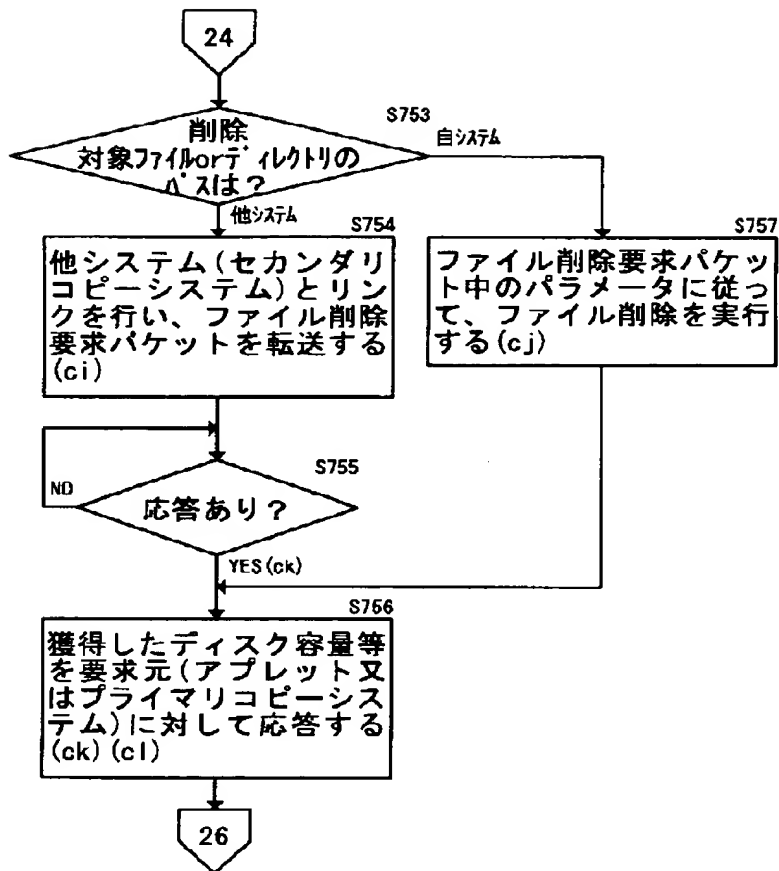 24
S753
削除
対象ファイルorディレクトリの
パスは？
自システム
他システム
S754
他システム(セカンダリ
コピーシステム)とリン
クを行い、ファイル削除
要求パケットを転送する
(ci)
S757
ファイル削除要求パケッ
ト中のパラメータに従っ
て、ファイル削除を実行
する(cj)
S755
NO
応答あり？
YES(ck)
S756
獲得したディスク容量等
を要求元(アプレット又
はプライマリコピーシス
テム)に対して応答する
(ck)(cl)
26